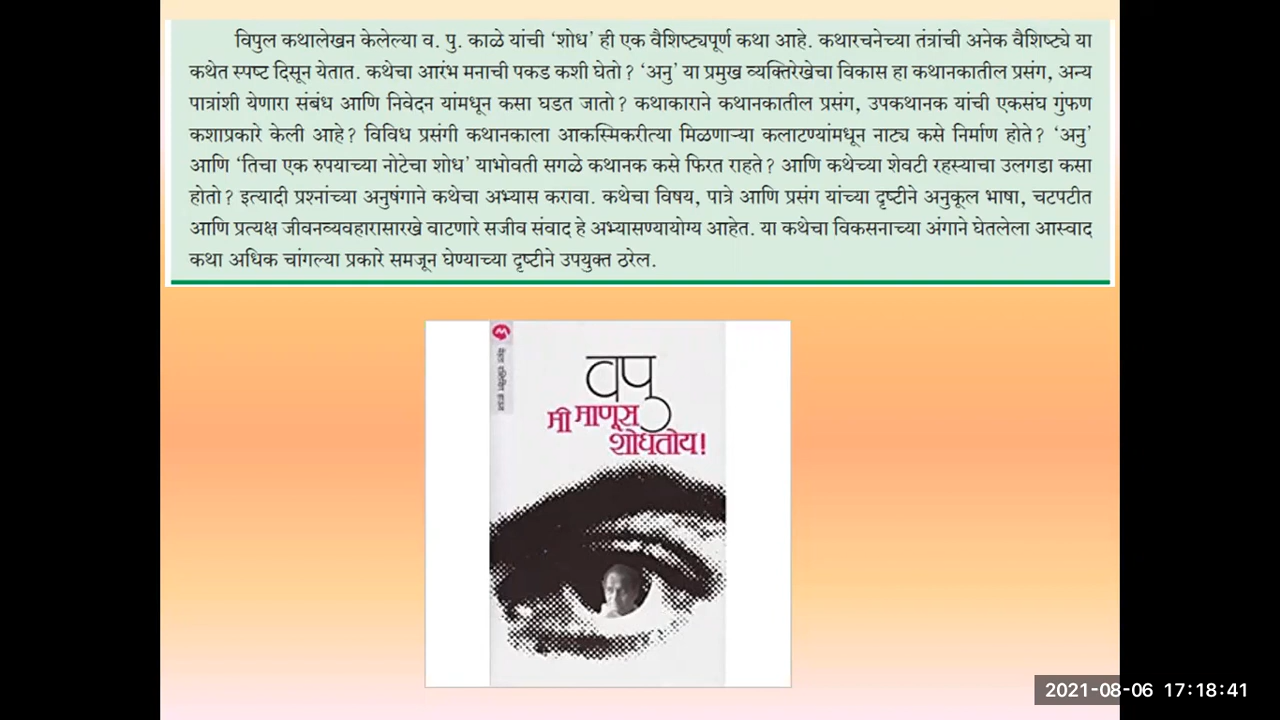 विपुल कथालेखन केलेल्या व. पु. काळे यांची ‘शोध’ ही एक वैशिष्ट्यपूर्ण कथा आहे. कथारचनेच्या तंत्रांची अनेक वैशिष्ट्ये या
कथेत स्पष्ट दिसून येतात. कथेचा आरंभ मनाची पकड कशी घेतो? ‘अनु’ या प्रमुख व्यक्तिरेखेचा विकास हा कथानकातील प्रसंग, अन्य
पात्रांशी येणारा संबंध आणि निवेदन यांमधून कसा घडत जातो? कथाकाराने कथानकातील प्रसंग, उपकथानक यांची एकसंघ गुंफण
कशाप्रकारे केली आहे? विविध प्रसंगी कथानकाला आकस्मिकरीत्या मिळणाऱ्या कलाटण्यांमधून नाट्य कसे निर्माण होते? ‘अनु’
आणि ‘तिचा एक रुपयाच्या नोटेचा शोध’ याभोवती सगळे कथानक कसे फिरत राहते? आणि कथेच्या शेवटी रहस्याचा उलगडा कसा
होतो? इत्यादी प्रश्नांच्या अनुषंगाने कथेचा अभ्यास करावा. कथेचा विषय, पात्रे आणि प्रसंग यांच्या दृष्टीने अनुकूल भाषा, चटपटीत
आणि प्रत्यक्ष जीवनव्यवहारासारखे वाटणारे सजीव संवाद हे अभ्यासण्यायोग्य आहेत. या कथेचा विकसनाच्या अंगाने घेतलेला आस्वाद
कथा अधिक चांगल्या प्रकारे समजून घेण्याच्या दृष्टीने उपयुक्त ठरेल.
मेहता पब्लिशिंग हाऊस
वपु
मी माणूस
शोधतोय!
2021-08-06 17:18:41